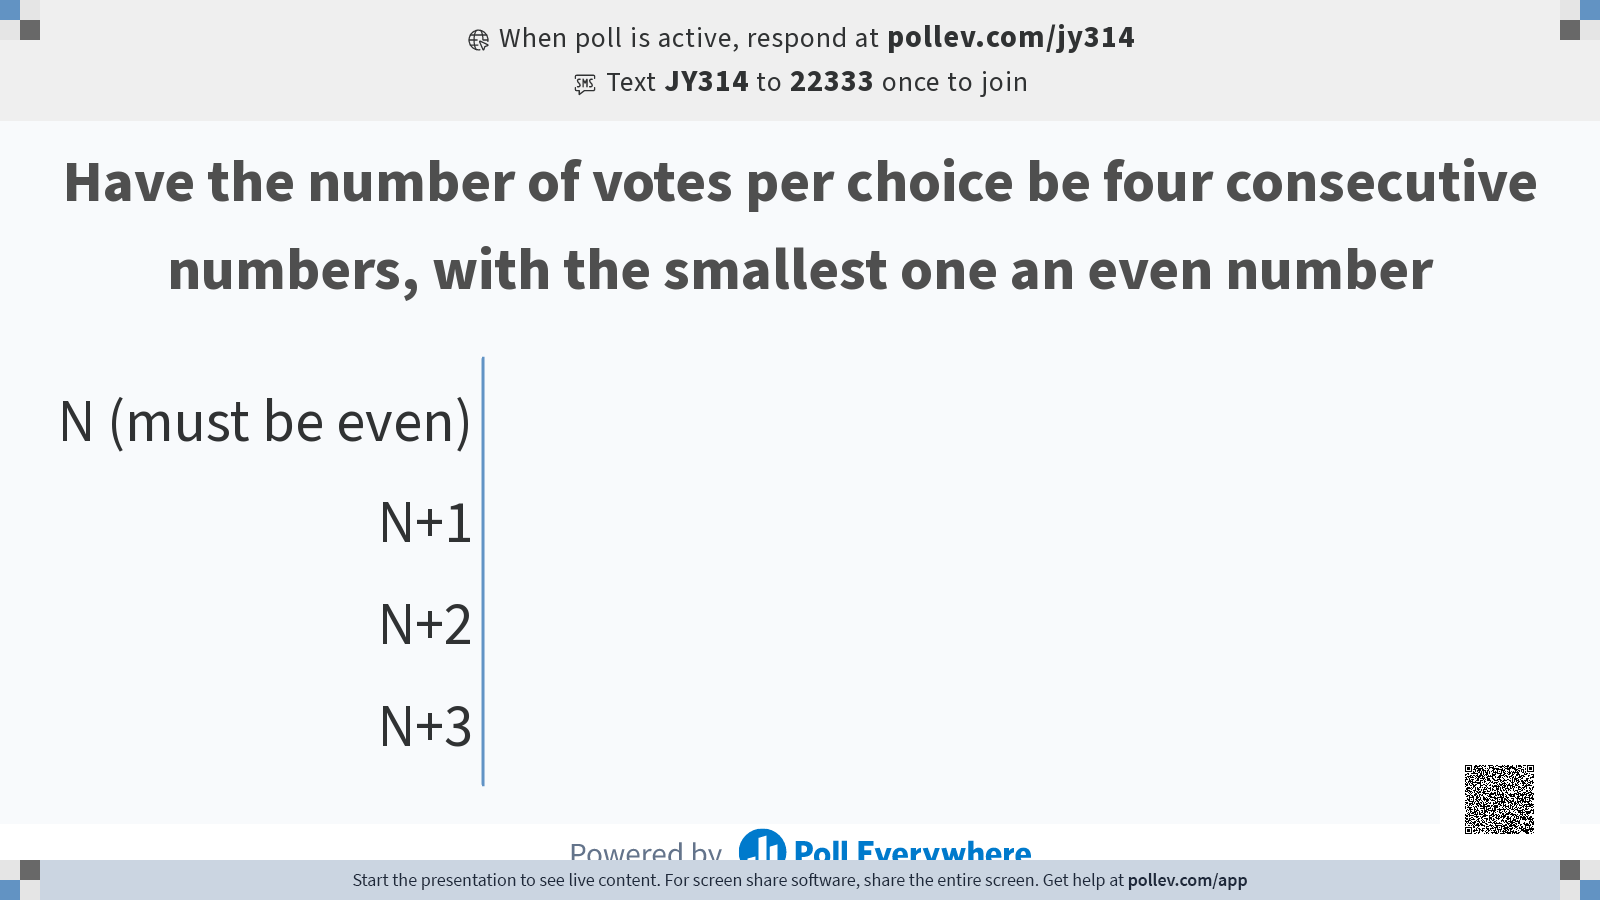 When poll is active, respond at pollev.com/jy314
SMS Text JY314 to 22333 once to join
Have the number of votes per choice be four consecutive
numbers, with the smallest one an even number
N (must be even)
N+1
N+2
N+3
Powered by Poll Everywhere
Start the presentation to see live content. For screen share software, share the entire screen. Get help at pollev.com/app